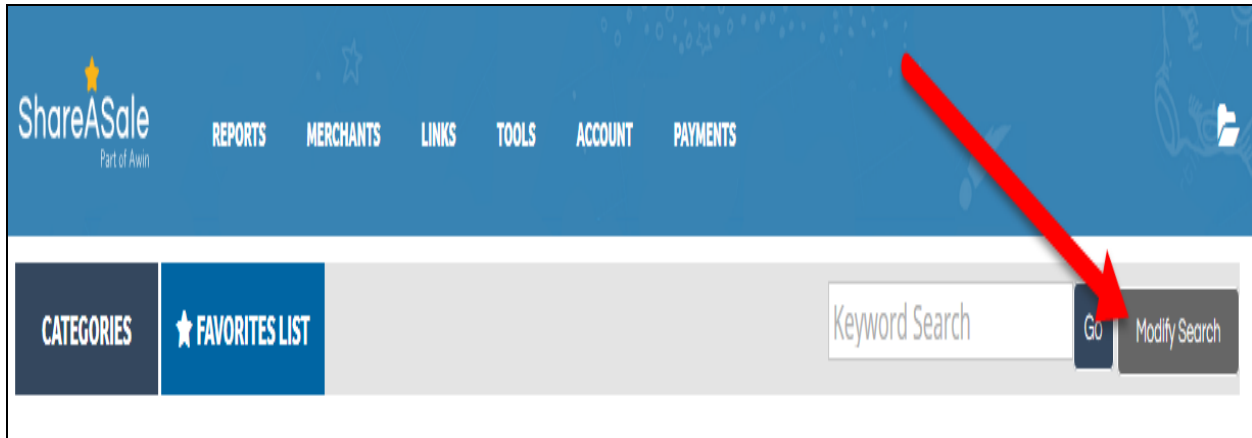 ShareASale
Part of Awin
REPORTS MERCHANTS LINKS TOOLS ACCOUNT PAYMENTS
CATEGORIES FAVORITES LIST Keyword Search Go Modify Search